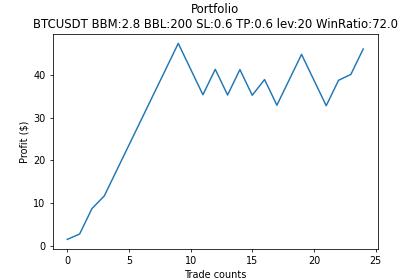 Portfolio
BTCUSDT BBM:2.8 BBL:200 SL:0.6 TP:0.6 lev:20 WinRatio:72.0
40
30
20
10
0
Profit ($)
0 5 10 15 20 25
Trade counts